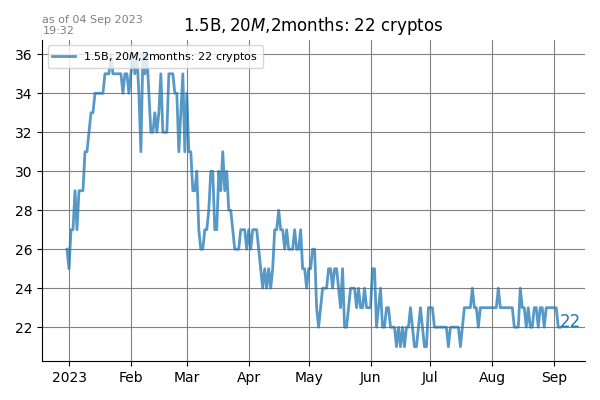 as of 04 Sep 2023
19:32
1.5B, 20M,2months: 22 cryptos
1.5B, 20M,2months: 22 cryptos
36
34
32
30
28
26
24
22
22
2023 Feb Mar Apr May Jun Jul Aug Sep